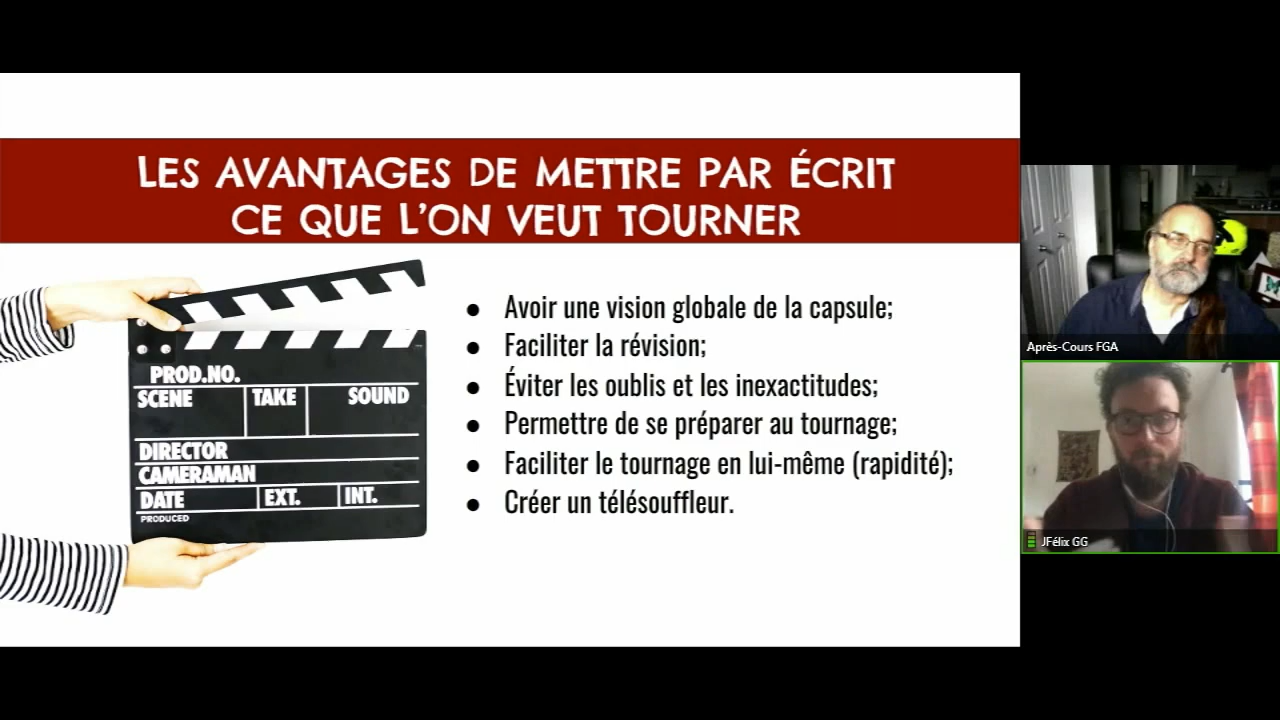 LES AVANTAGES DE METTRE PAR ÉCRIT
CE QUE L'ON VEUT TOURNER
PROD.NO.
SCENE TAKE SOUND
DIRECTOR
CAMERAMAN
DATE EXT. INT.
PRODUCED
● Avoir une vision globale de la capsule;
● Faciliter la révision;
● Éviter les oublis et les inexactitudes;
● Permettre de se préparer au tournage;
● Faciliter le tournage en lui-même (rapidité);
● Créer un télésouffleur.
Après-Cours FGA
JFélix GG